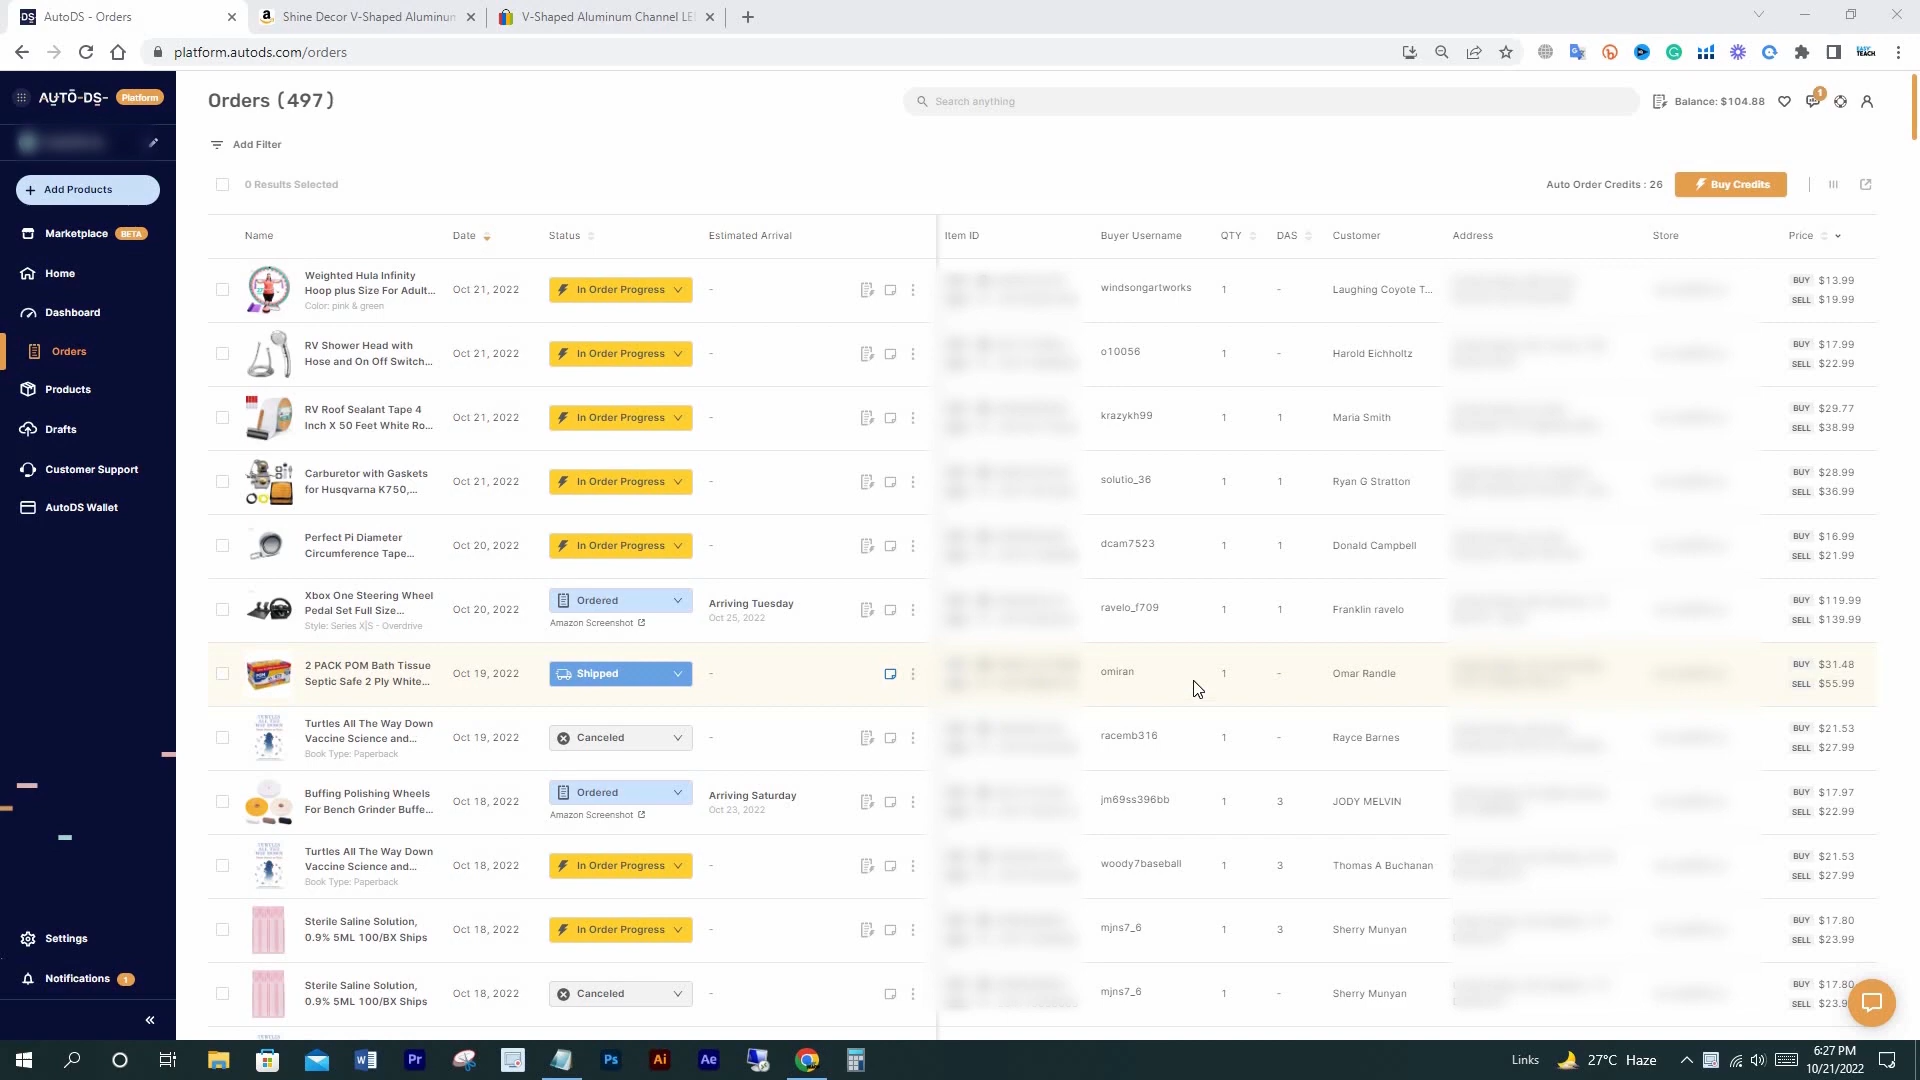 AutoDS - Orders
Shine Decor V-Shaped Aluminum
V-Shaped Aluminum Channel LE
platform.autods.com/orders
EASY
TEACH
AUTO-DS- Platform
Orders (497)
Search anything
Balance: $104.88
1
Add Filter
Add Products
0 Results Selected
Auto Order Credits : 26
Buy Credits
Marketplace BETA
Home
Dashboard
Orders
Products
Drafts
Customer Support
AutoDS Wallet
Settings
Notifications 1
Name Date Status Estimated Arrival Item ID Buyer Username QTY DAS Customer Address Store Price
Weighted Hula Infinity
Hoop plus Size For Adult...
Color: pink & green
Oct 21, 2022 In Order Progress - windsongartworks 1 - Laughing Coyote T...
BUY $13.99
SELL $19.99
RV Shower Head with
Hose and On Off Switch...
Oct 21, 2022 In Order Progress - o10056 1 - Harold Eichholtz
BUY $17.99
SELL $22.99
RV Roof Sealant Tape 4
Inch X 50 Feet White Ro...
Oct 21, 2022 In Order Progress - krazykh99 1 1 Maria Smith
BUY $29.77
SELL $38.99
Carburetor with Gaskets
for Husqvarna K750,...
Oct 21, 2022 In Order Progress - solutio_36 1 1 Ryan G Stratton
BUY $28.99
SELL $36.99
Perfect Pi Diameter
Circumference Tape...
Oct 20, 2022 In Order Progress - dcam7523 1 1 Donald Campbell
BUY $16.99
SELL $21.99
Xbox One Steering Wheel
Pedal Set Full Size...
Style: Series X|S - Overdrive
Oct 20, 2022 Ordered
Amazon Screenshot
Arriving Tuesday
Oct 25, 2022
ravelo_f709 1 1 Franklin ravelo
BUY $119.99
SELL $139.99
2 PACK POM Bath Tissue
Septic Safe 2 Ply White...
Oct 19, 2022 Shipped - omiran 1 - Omar Randle
BUY $31.48
SELL $55.99
Turtles All The Way Down
Vaccine Science and...
Book Type: Paperback
Oct 19, 2022 Canceled - racemb316 1 - Rayce Barnes
BUY $21.53
SELL $27.99
Buffing Polishing Wheels
For Bench Grinder Buffe...
Oct 18, 2022 Ordered
Amazon Screenshot
Arriving Saturday
Oct 23, 2022
jm69ss396bb 1 3 JODY MELVIN
BUY $17.97
SELL $22.99
Turtles All The Way Down
Vaccine Science and...
Book Type: Paperback
Oct 18, 2022 In Order Progress - woody7baseball 1 3 Thomas A Buchanan
BUY $21.53
SELL $27.99
Sterile Saline Solution,
0.9% 5ML 100/BX Ships
Oct 18, 2022 In Order Progress - mjns7_6 1 3 Sherry Munyan
BUY $17.80
SELL $23.99
Sterile Saline Solution,
0.9% 5ML 100/BX Ships
Oct 18, 2022 Canceled - mjns7_6 1 - Sherry Munyan
BUY $17.80
SELL
Links 27°C Haze
6:27 PM
10/21/2022